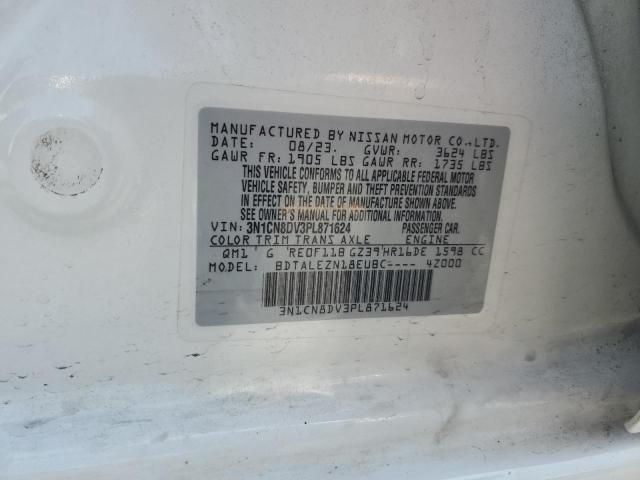 MANUFACTURED BY NISSAN MOTOR CO., LTD.
DATE: 08/23. GVWR: 3624 LBS
GAWR FR: 1905 LBS GAWR RR: 1735 LBS
THIS VEHICLE CONFORMS TO ALL APPLICABLE FEDERAL MOTOR
VEHICLE SAFETY, BUMPER AND THEFT PREVENTION STANDARDS
IN EFFECT ON THE DATE OF MANUFACTURE SHOWN ABOVE.
SEE OWNER'S MANUAL FOR ADDITIONAL INFORMATION.
VIN: 3N1CN8DV3PL871624 PASSENGER CAR.
COLOR TRIM TRANS AXLE ENGINE
QM1 G RE0F11B GZ39 HR16DE 1598 CC
MODEL: BDTALEZN18EUBC---- 4Z000
3N1CN8DV3PL871624